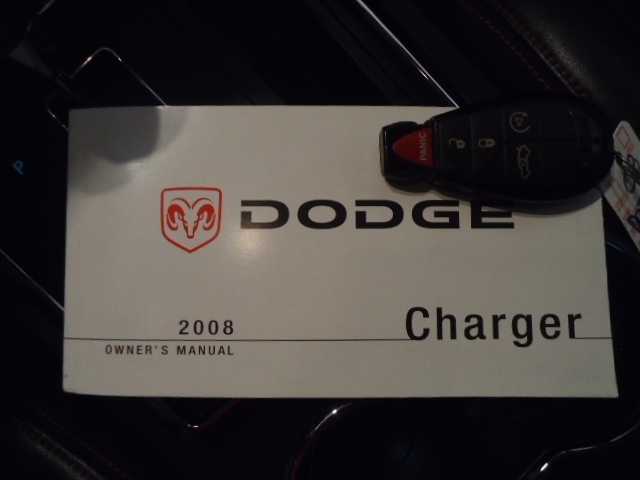 PANIC
DODGE
2008
Charger
OWNER'S MANUAL
P